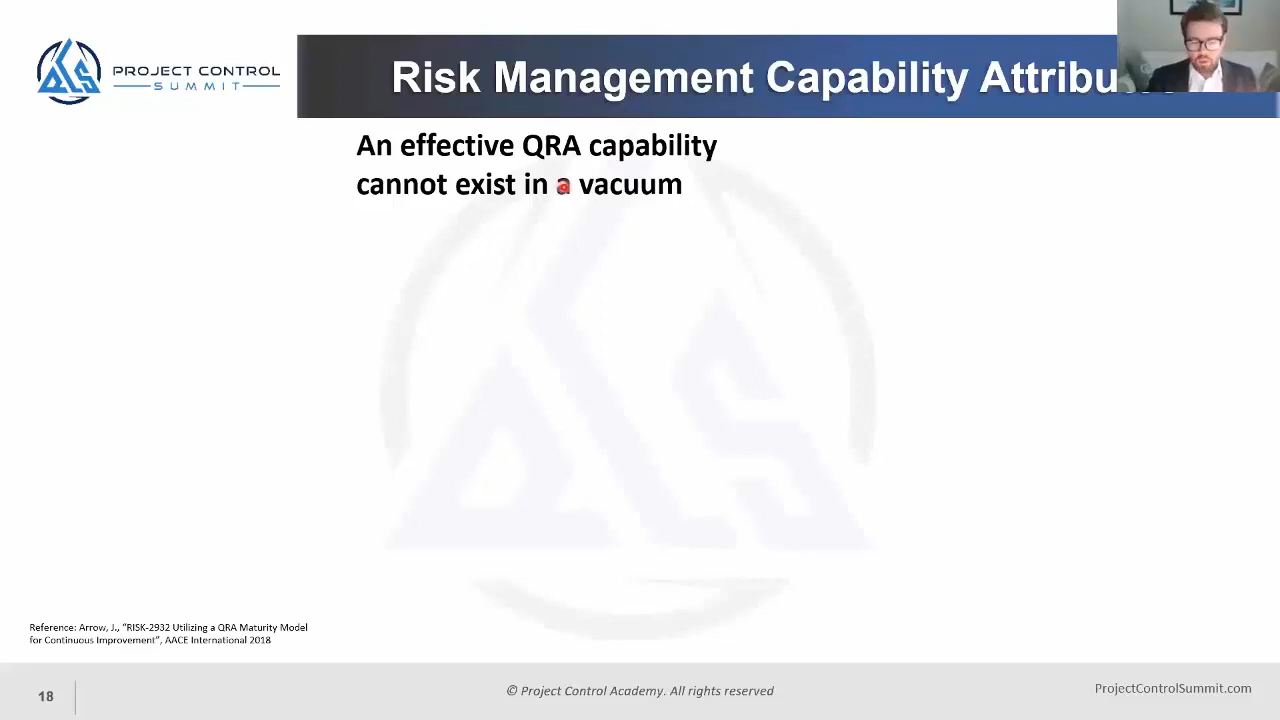 PROJECT CONTROL
SUMMIT
Risk Management Capability
An effective QRA capability
cannot exist in a vacuum
Reference: Arrow, J., “RISK-2932 Utilizing a QRA Maturity Model
for Continuous Improvement”, AACE International 2018
18
© Project Control Academy. All rights reserved
ProjectControlSummit.com